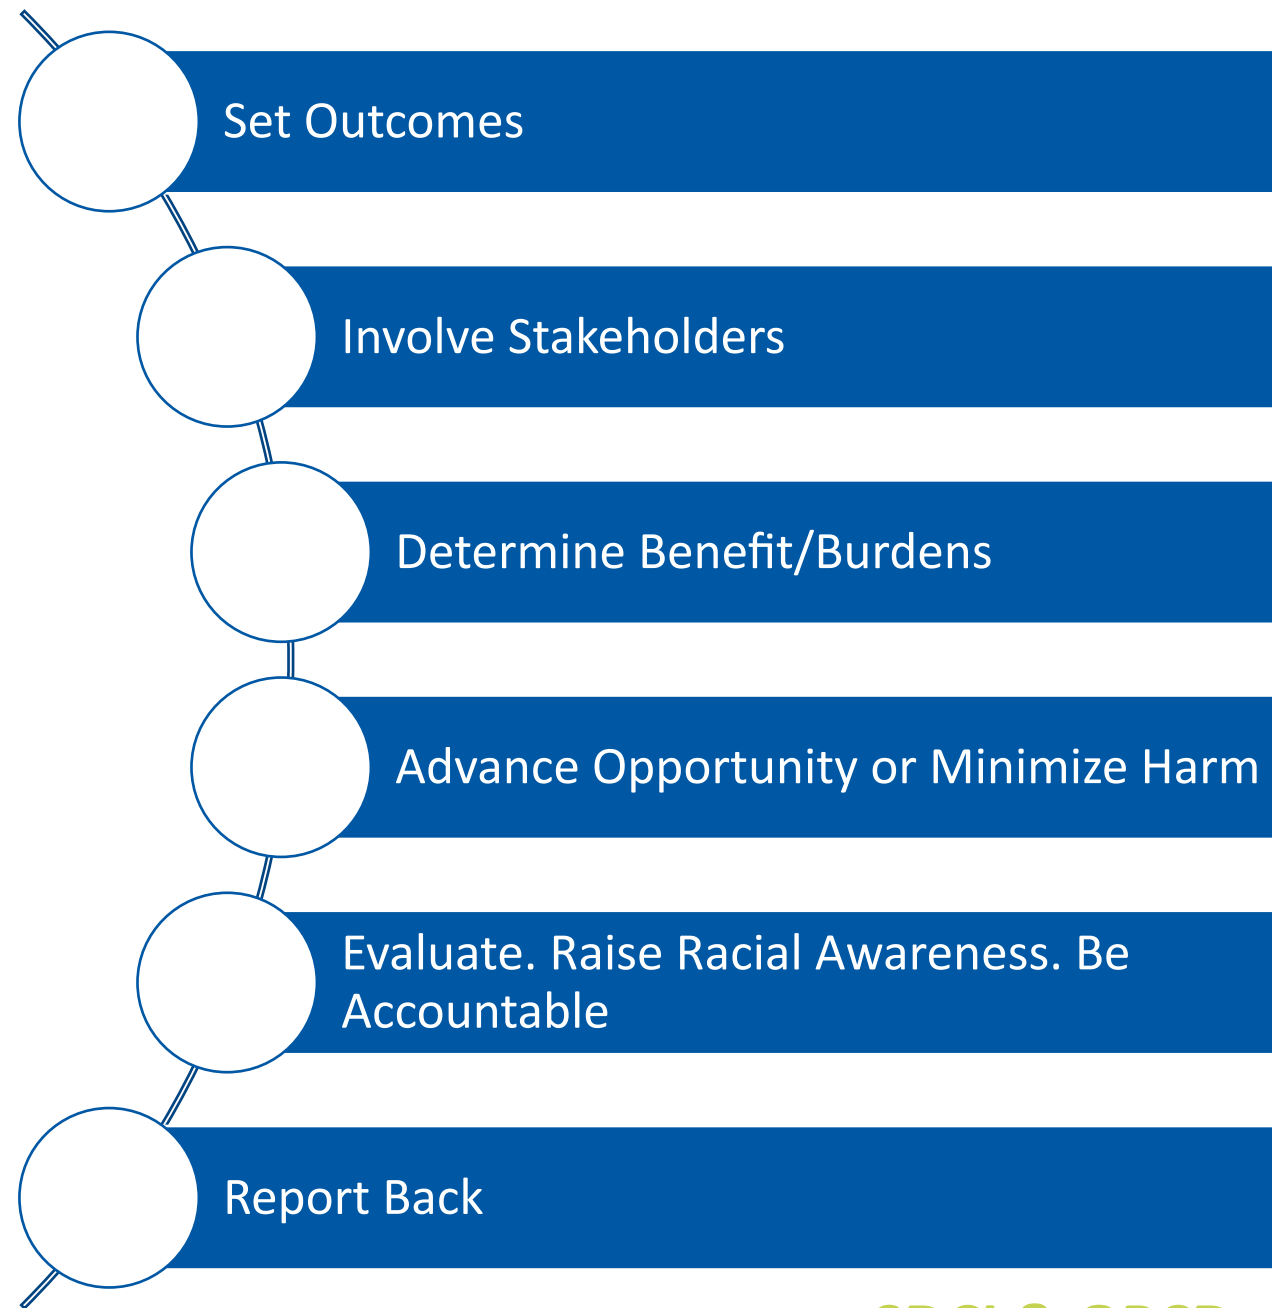 Set Outcomes
Involve Stakeholders
Determine Benefit/Burdens
Advance Opportunity or Minimize Harm
Evaluate. Raise Racial Awareness. Be
Accountable
Report Back